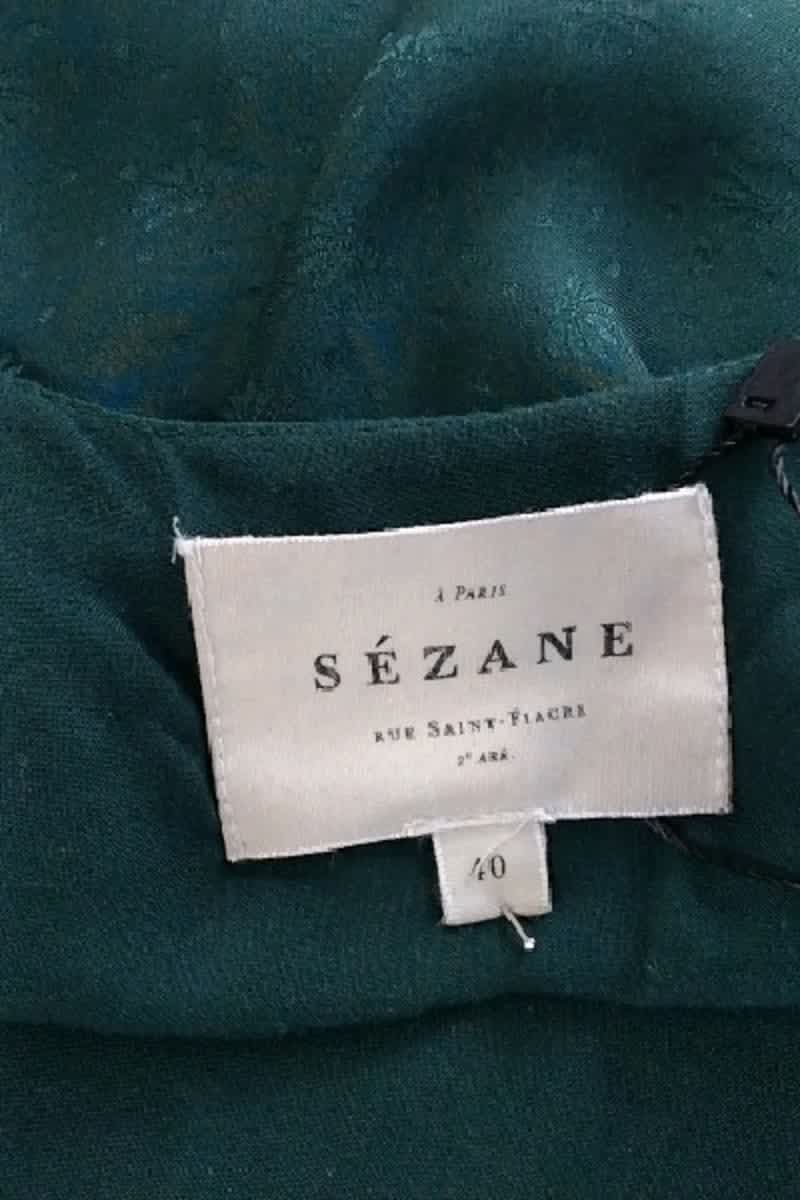 À PARIS
SÉZANE
RUE SAINT-FIACRE
2E ARR.
40